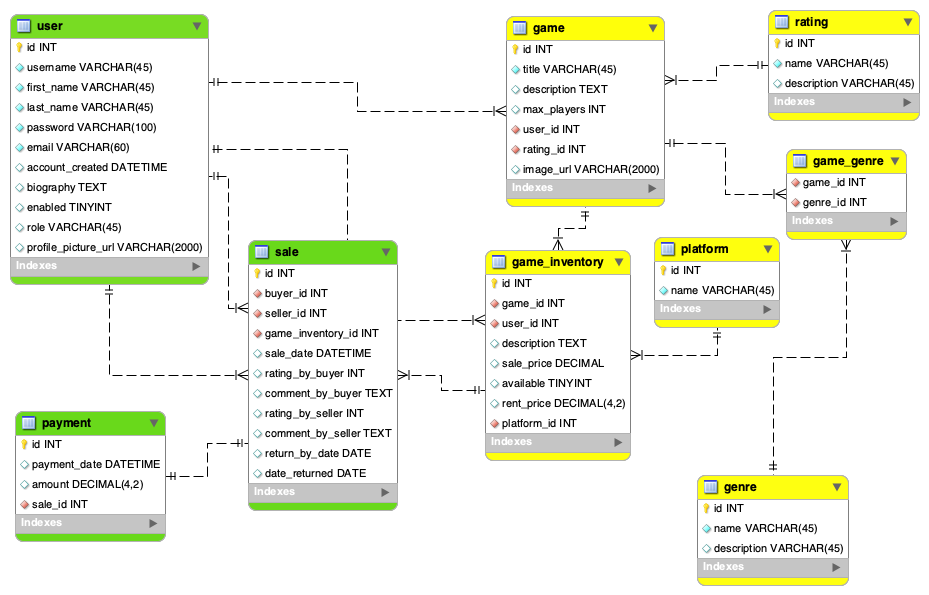 user
id INT
username VARCHAR(45)
first_name VARCHAR(45)
last_name VARCHAR(45)
password VARCHAR(100)
email VARCHAR(60)
account_created DATETIME
biography TEXT
enabled TINYINT
role VARCHAR(45)
profile_picture_url VARCHAR(2000)
Indexes
game
id INT
title VARCHAR(45)
description TEXT
max_players INT
user_id INT
rating_id INT
image_url VARCHAR(2000)
Indexes
rating
id INT
name VARCHAR(45)
description VARCHAR(45)
Indexes
game_genre
game_id INT
genre_id INT
Indexes
sale
id INT
buyer_id INT
seller_id INT
game_inventory_id INT
sale_date DATETIME
rating_by_buyer INT
comment_by_buyer TEXT
rating_by_seller INT
comment_by_seller TEXT
return_by_date DATE
date_returned DATE
Indexes
game_inventory
id INT
game_id INT
user_id INT
description TEXT
sale_price DECIMAL
available TINYINT
rent_price DECIMAL(4,2)
platform_id INT
Indexes
platform
id INT
name VARCHAR(45)
Indexes
payment
id INT
payment_date DATETIME
amount DECIMAL(4,2)
sale_id INT
Indexes
genre
id INT
name VARCHAR(45)
description VARCHAR(45)
Indexes